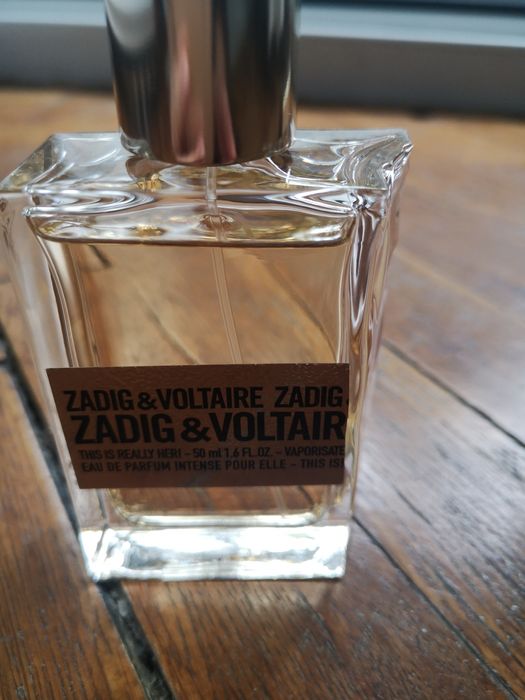 ZADIG&VOLTAIRE ZADIG
ZADIG &VOLTAIR
THIS IS REALLY HER! - 50 ml 1.6 FL.OZ. - VAPORISATE
EAU DE PARFUM INTENSE POUR ELLE - THIS IS!